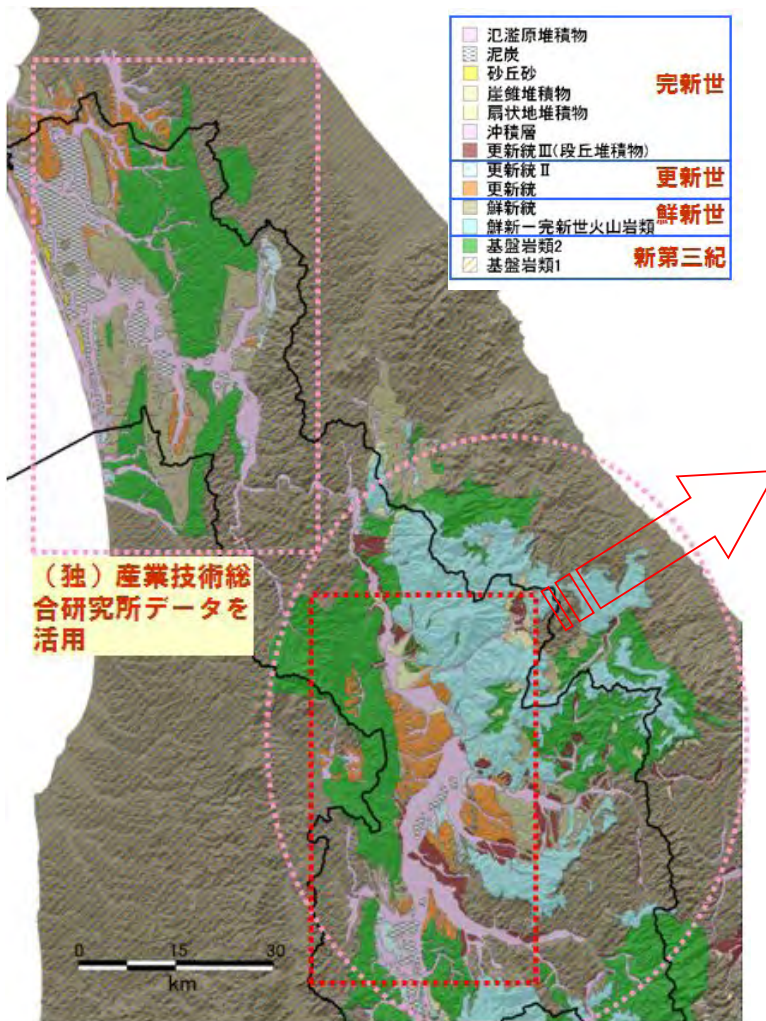 氾濫原堆積物
泥炭
砂丘砂
崖錐堆積物
扇状地堆積物
沖積層
更新統Ⅲ(段丘堆積物)
完新世
更新統Ⅱ
更新統
更新世
鮮新統
鮮新ー完新世火山岩類
鮮新世
基盤岩類2
基盤岩類1
新第三紀
（独）産業技術総
合研究所データを
活用
0 15 30
km